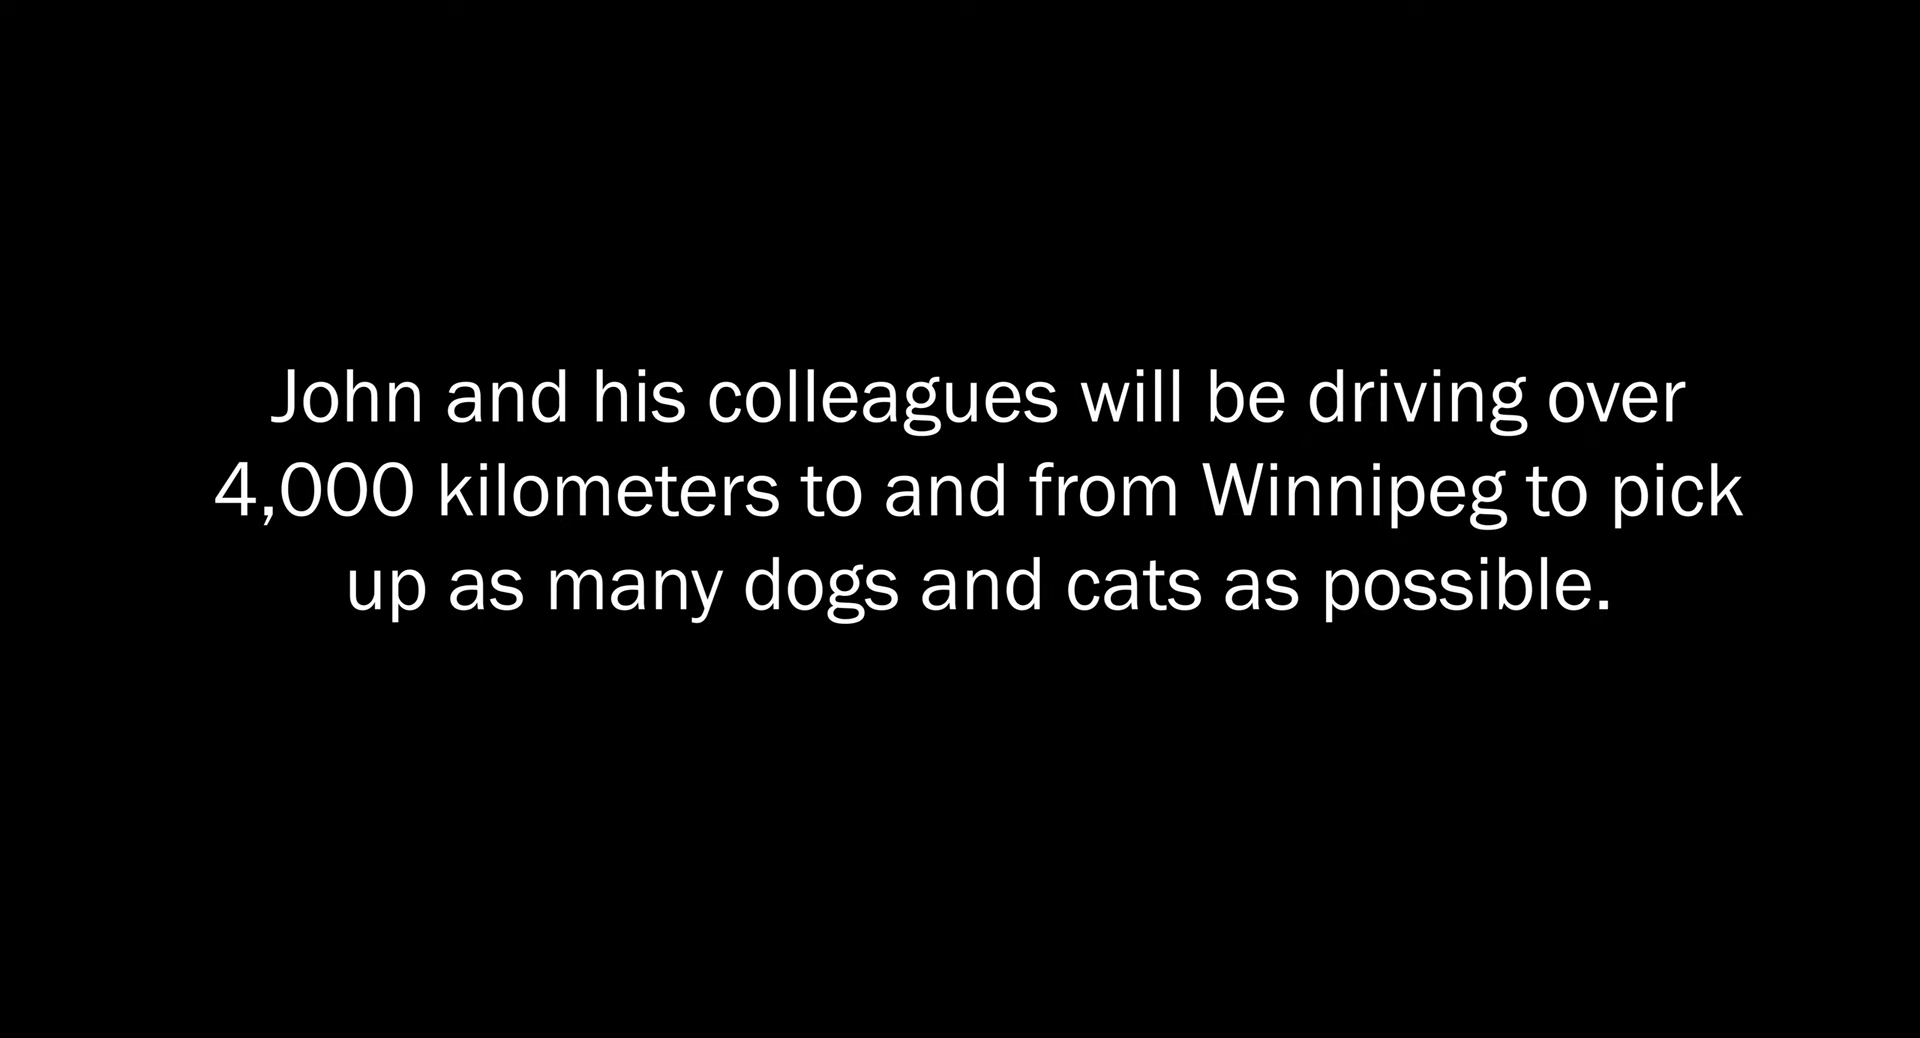 John and his colleagues will be driving over
4,000 kilometers to and from Winnipeg to pick
up as many dogs and cats as possible.